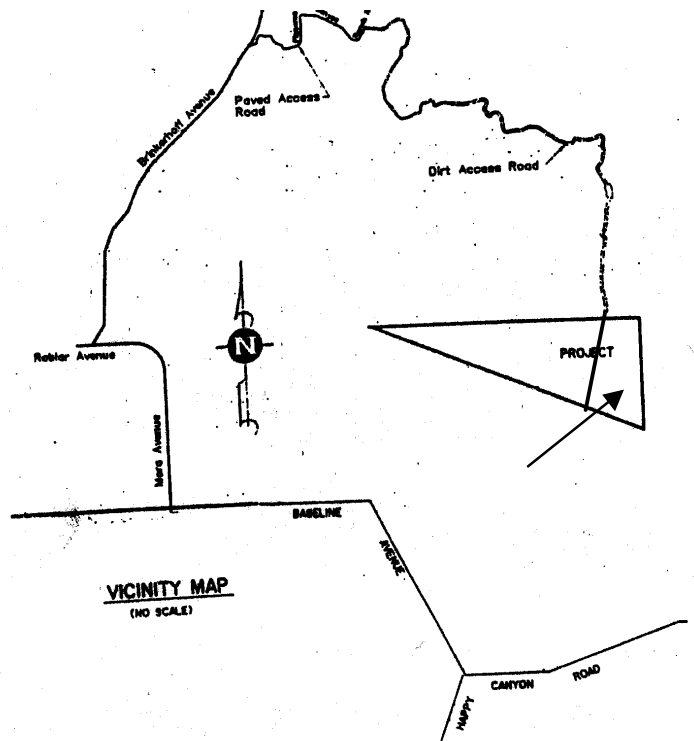 Brinkerhoff Avenue
Paved Access
Road
Dirt Access Road
N
Roblar Avenue
PROJECT
Mora Avenue
BASELINE
AVENUE
VICINITY MAP
(NO SCALE)
HAPPY
CANYON
ROAD